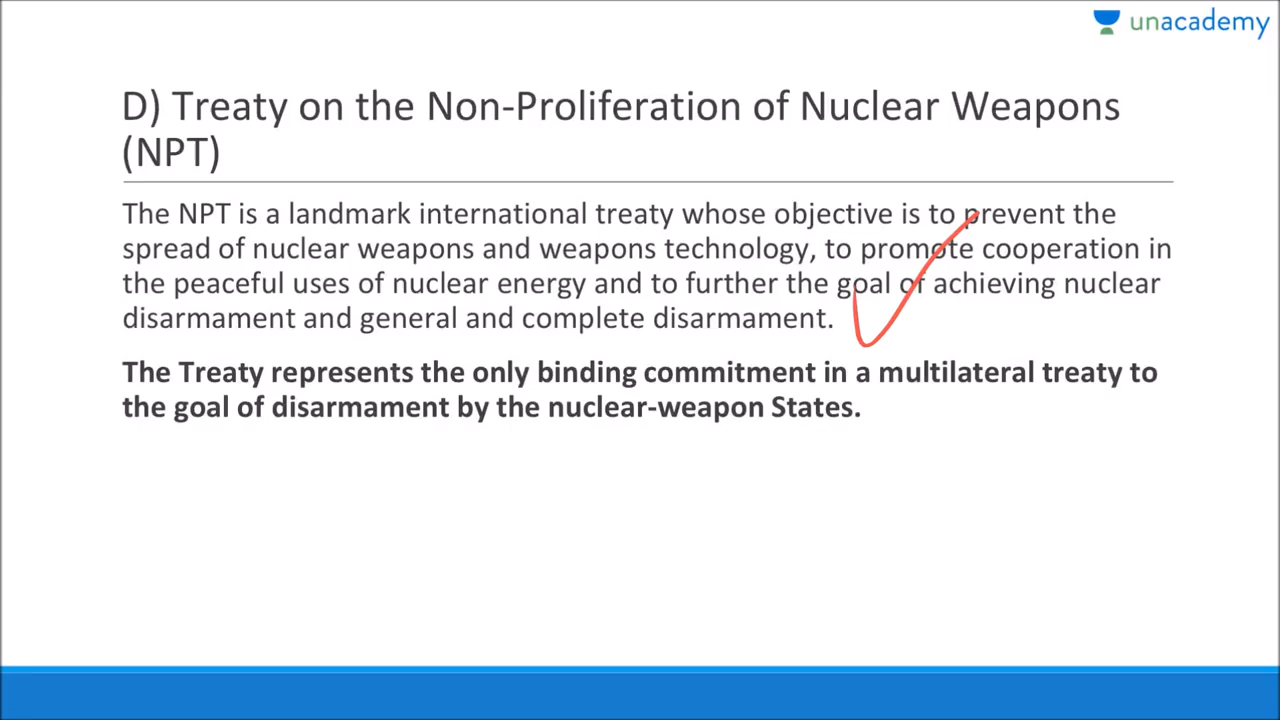 unacademy
D) Treaty on the Non-Proliferation of Nuclear Weapons
(NPT)
The NPT is a landmark international treaty whose objective is to prevent the
spread of nuclear weapons and weapons technology, to promote cooperation in
the peaceful uses of nuclear energy and to further the goal of achieving nuclear
disarmament and general and complete disarmament.
The Treaty represents the only binding commitment in a multilateral treaty to
the goal of disarmament by the nuclear-weapon States.